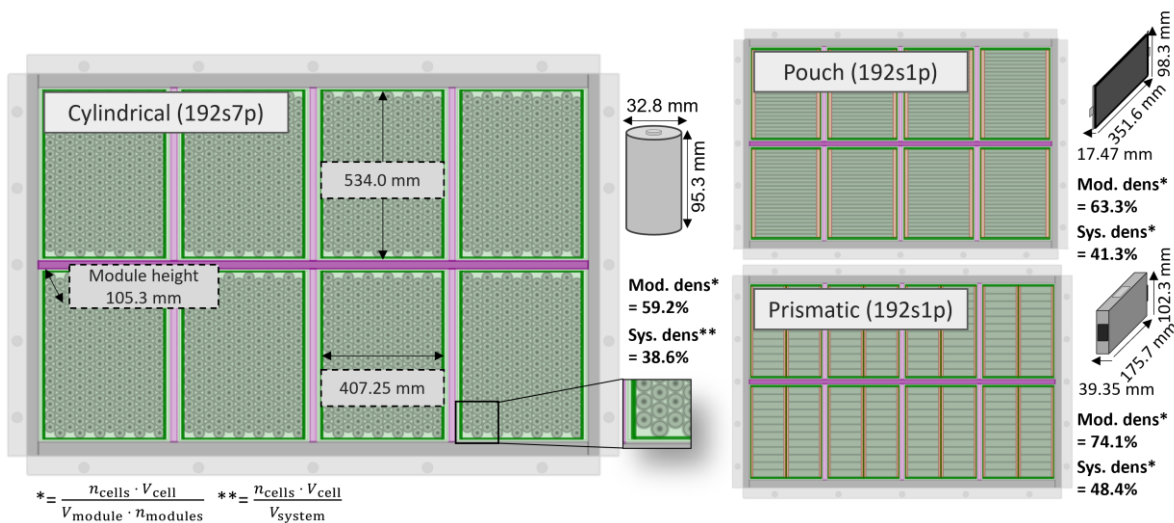 Cylindrical (192s7p)
534.0 mm
Module height
105.3 mm
407.25 mm
32.8 mm
95.3 mm
Mod. dens*
= 59.2%
Sys. dens**
= 38.6%
*= n_cells · V_cell / V_module · n_modules **= n_cells · V_cell / V_system
Pouch (192s1p)
98.3 mm
351.6 mm
17.47 mm
Mod. dens*
= 63.3%
Sys. dens*
= 41.3%
Prismatic (192s1p)
102.3 mm
175.7 mm
39.35 mm
Mod. dens*
= 74.1%
Sys. dens*
= 48.4%